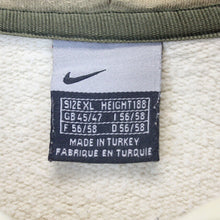 SIZE XL HEIGHT 188
GB 45/47 I 56/58
F 56/58 D 56/58
MADE IN TURKEY
FABRIQUE EN TURQUIE